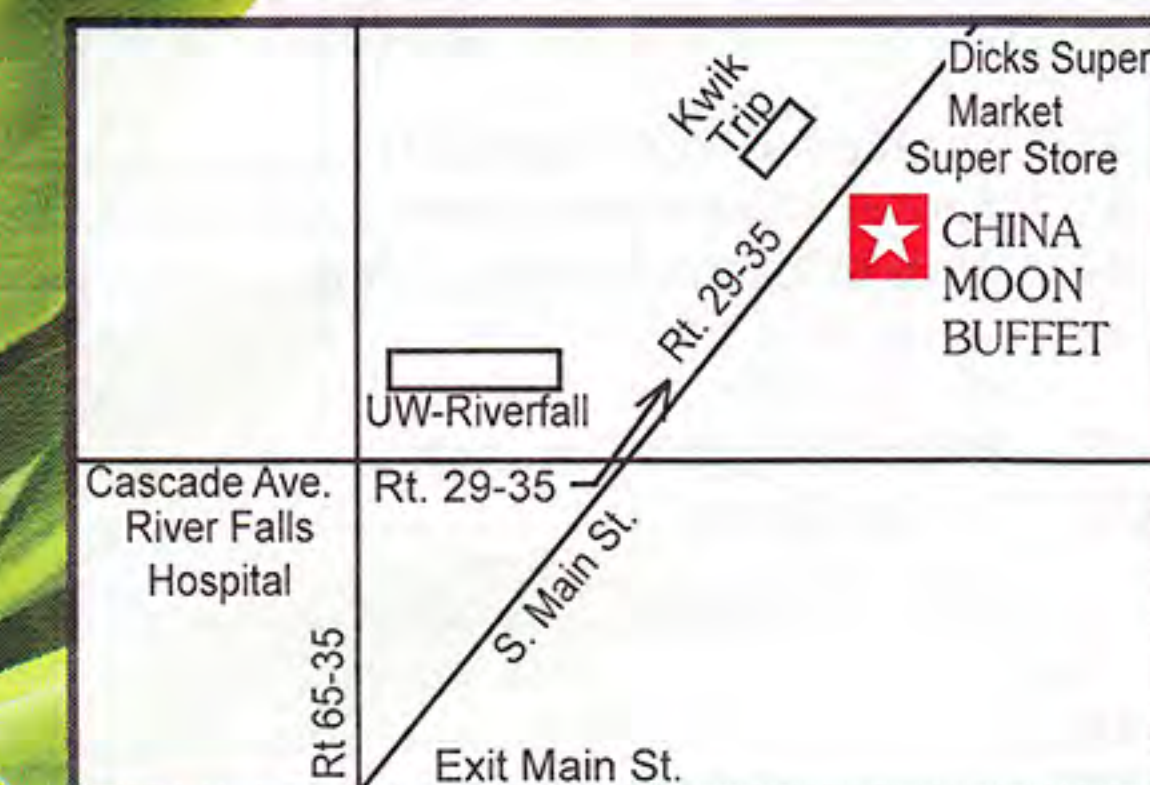 Dicks Super
Market
Super Store
Kwik
Trip
CHINA
MOON
BUFFET
Rt. 29-35
UW-Riverfall
Cascade Ave.
River Falls
Hospital
Rt. 29-35
S. Main St.
Rt 65-35
Exit Main St.